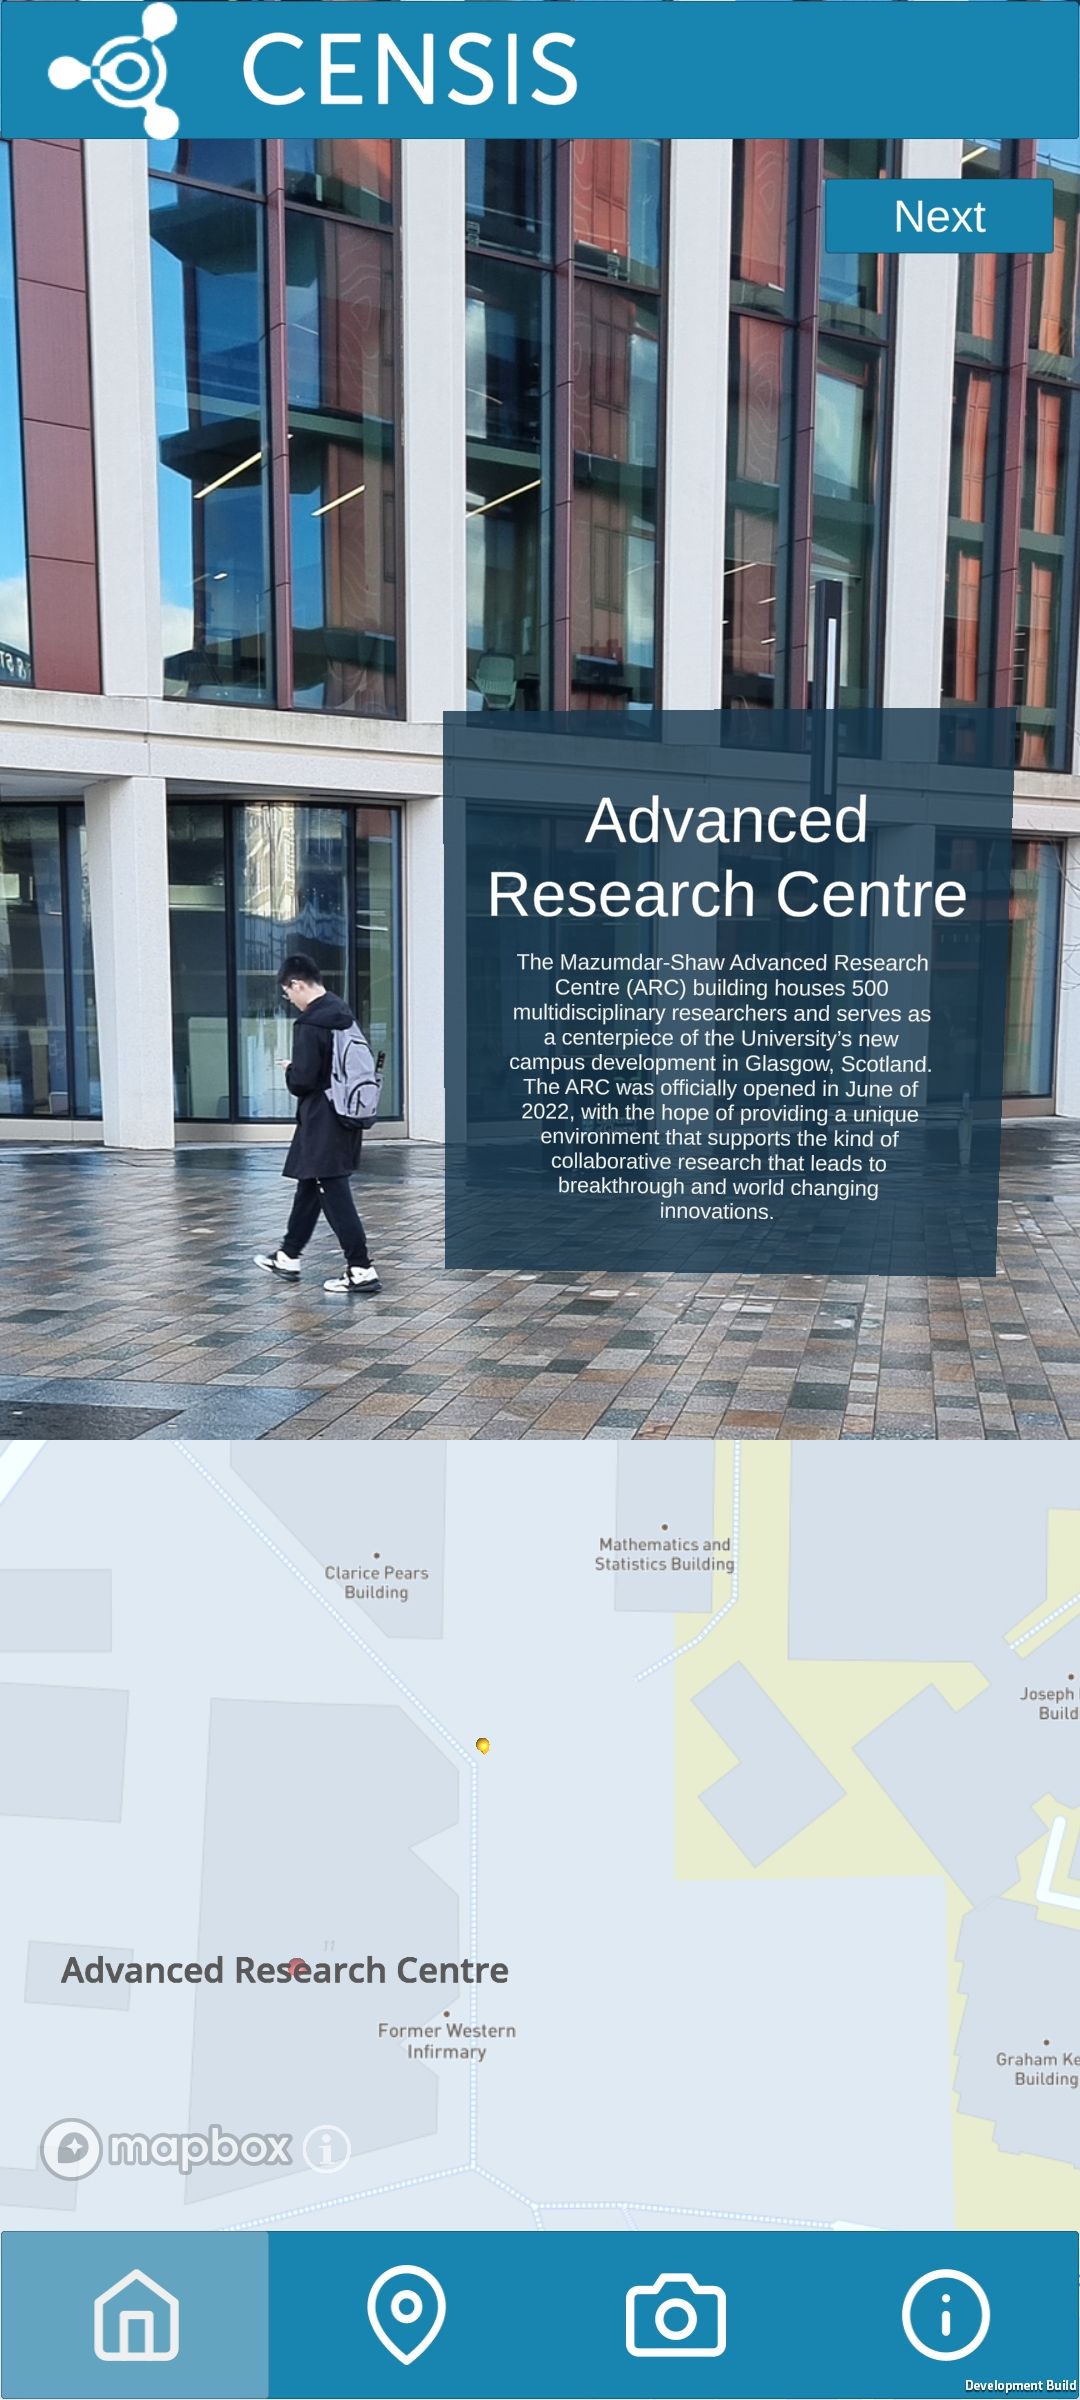 CENSIS
Next
Advanced
Research Centre
The Mazumdar-Shaw Advanced Research
Centre (ARC) building houses 500
multidisciplinary researchers and serves as
a centerpiece of the University’s new
campus development in Glasgow, Scotland.
The ARC was officially opened in June of
2022, with the hope of providing a unique
environment that supports the kind of
collaborative research that leads to
breakthrough and world changing
innovations.
Clarice Pears
Building
Mathematics and
Statistics Building
Joseph
Build
11
Advanced Research Centre
Former Western
Infirmary
Graham Ke
Building
mapbox
Development Build